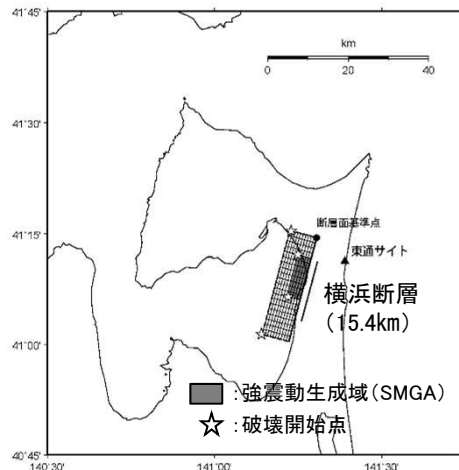 41°45'
km
0 20 40
41°30'
断層面基準点
41°15'
東通サイト
横浜断層
(15.4km)
41°00'
:強震動生成域(SMGA)
:破壊開始点
40°45'
140°30' 141°00' 141°30'